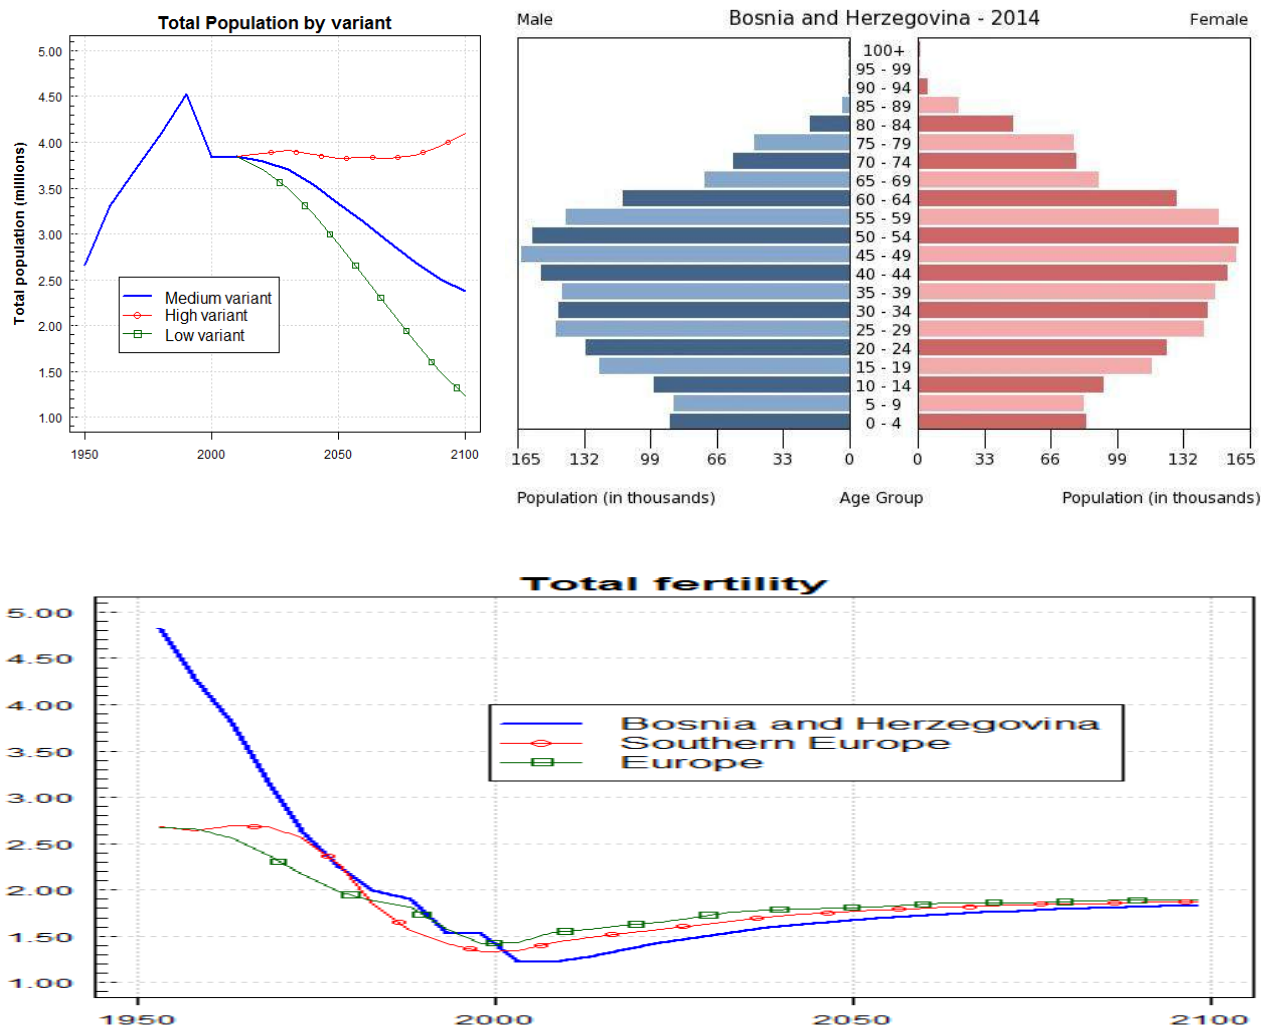 Total Population by variant
Total population (millions)
5.00
4.50
4.00
3.50
3.00
2.50
2.00
1.50
1.00
Medium variant
High variant
Low variant
1950 2000 2050 2100
Male Bosnia and Herzegovina - 2014 Female
100+
95 - 99
90 - 94
85 - 89
80 - 84
75 - 79
70 - 74
65 - 69
60 - 64
55 - 59
50 - 54
45 - 49
40 - 44
35 - 39
30 - 34
25 - 29
20 - 24
15 - 19
10 - 14
5 - 9
0 - 4
165 132 99 66 33 0 0 33 66 99 132 165
Population (in thousands) Age Group Population (in thousands)
Total fertility
5.00
4.50
4.00
3.50
3.00
2.50
2.00
1.50
1.00
Bosnia and Herzegovina
Southern Europe
Europe
1950 2000 2050 2100